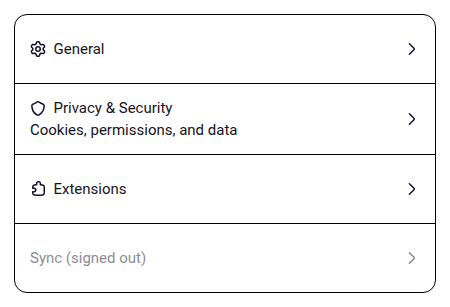 General
Privacy & Security
Cookies, permissions, and data
Extensions
Sync (signed out)